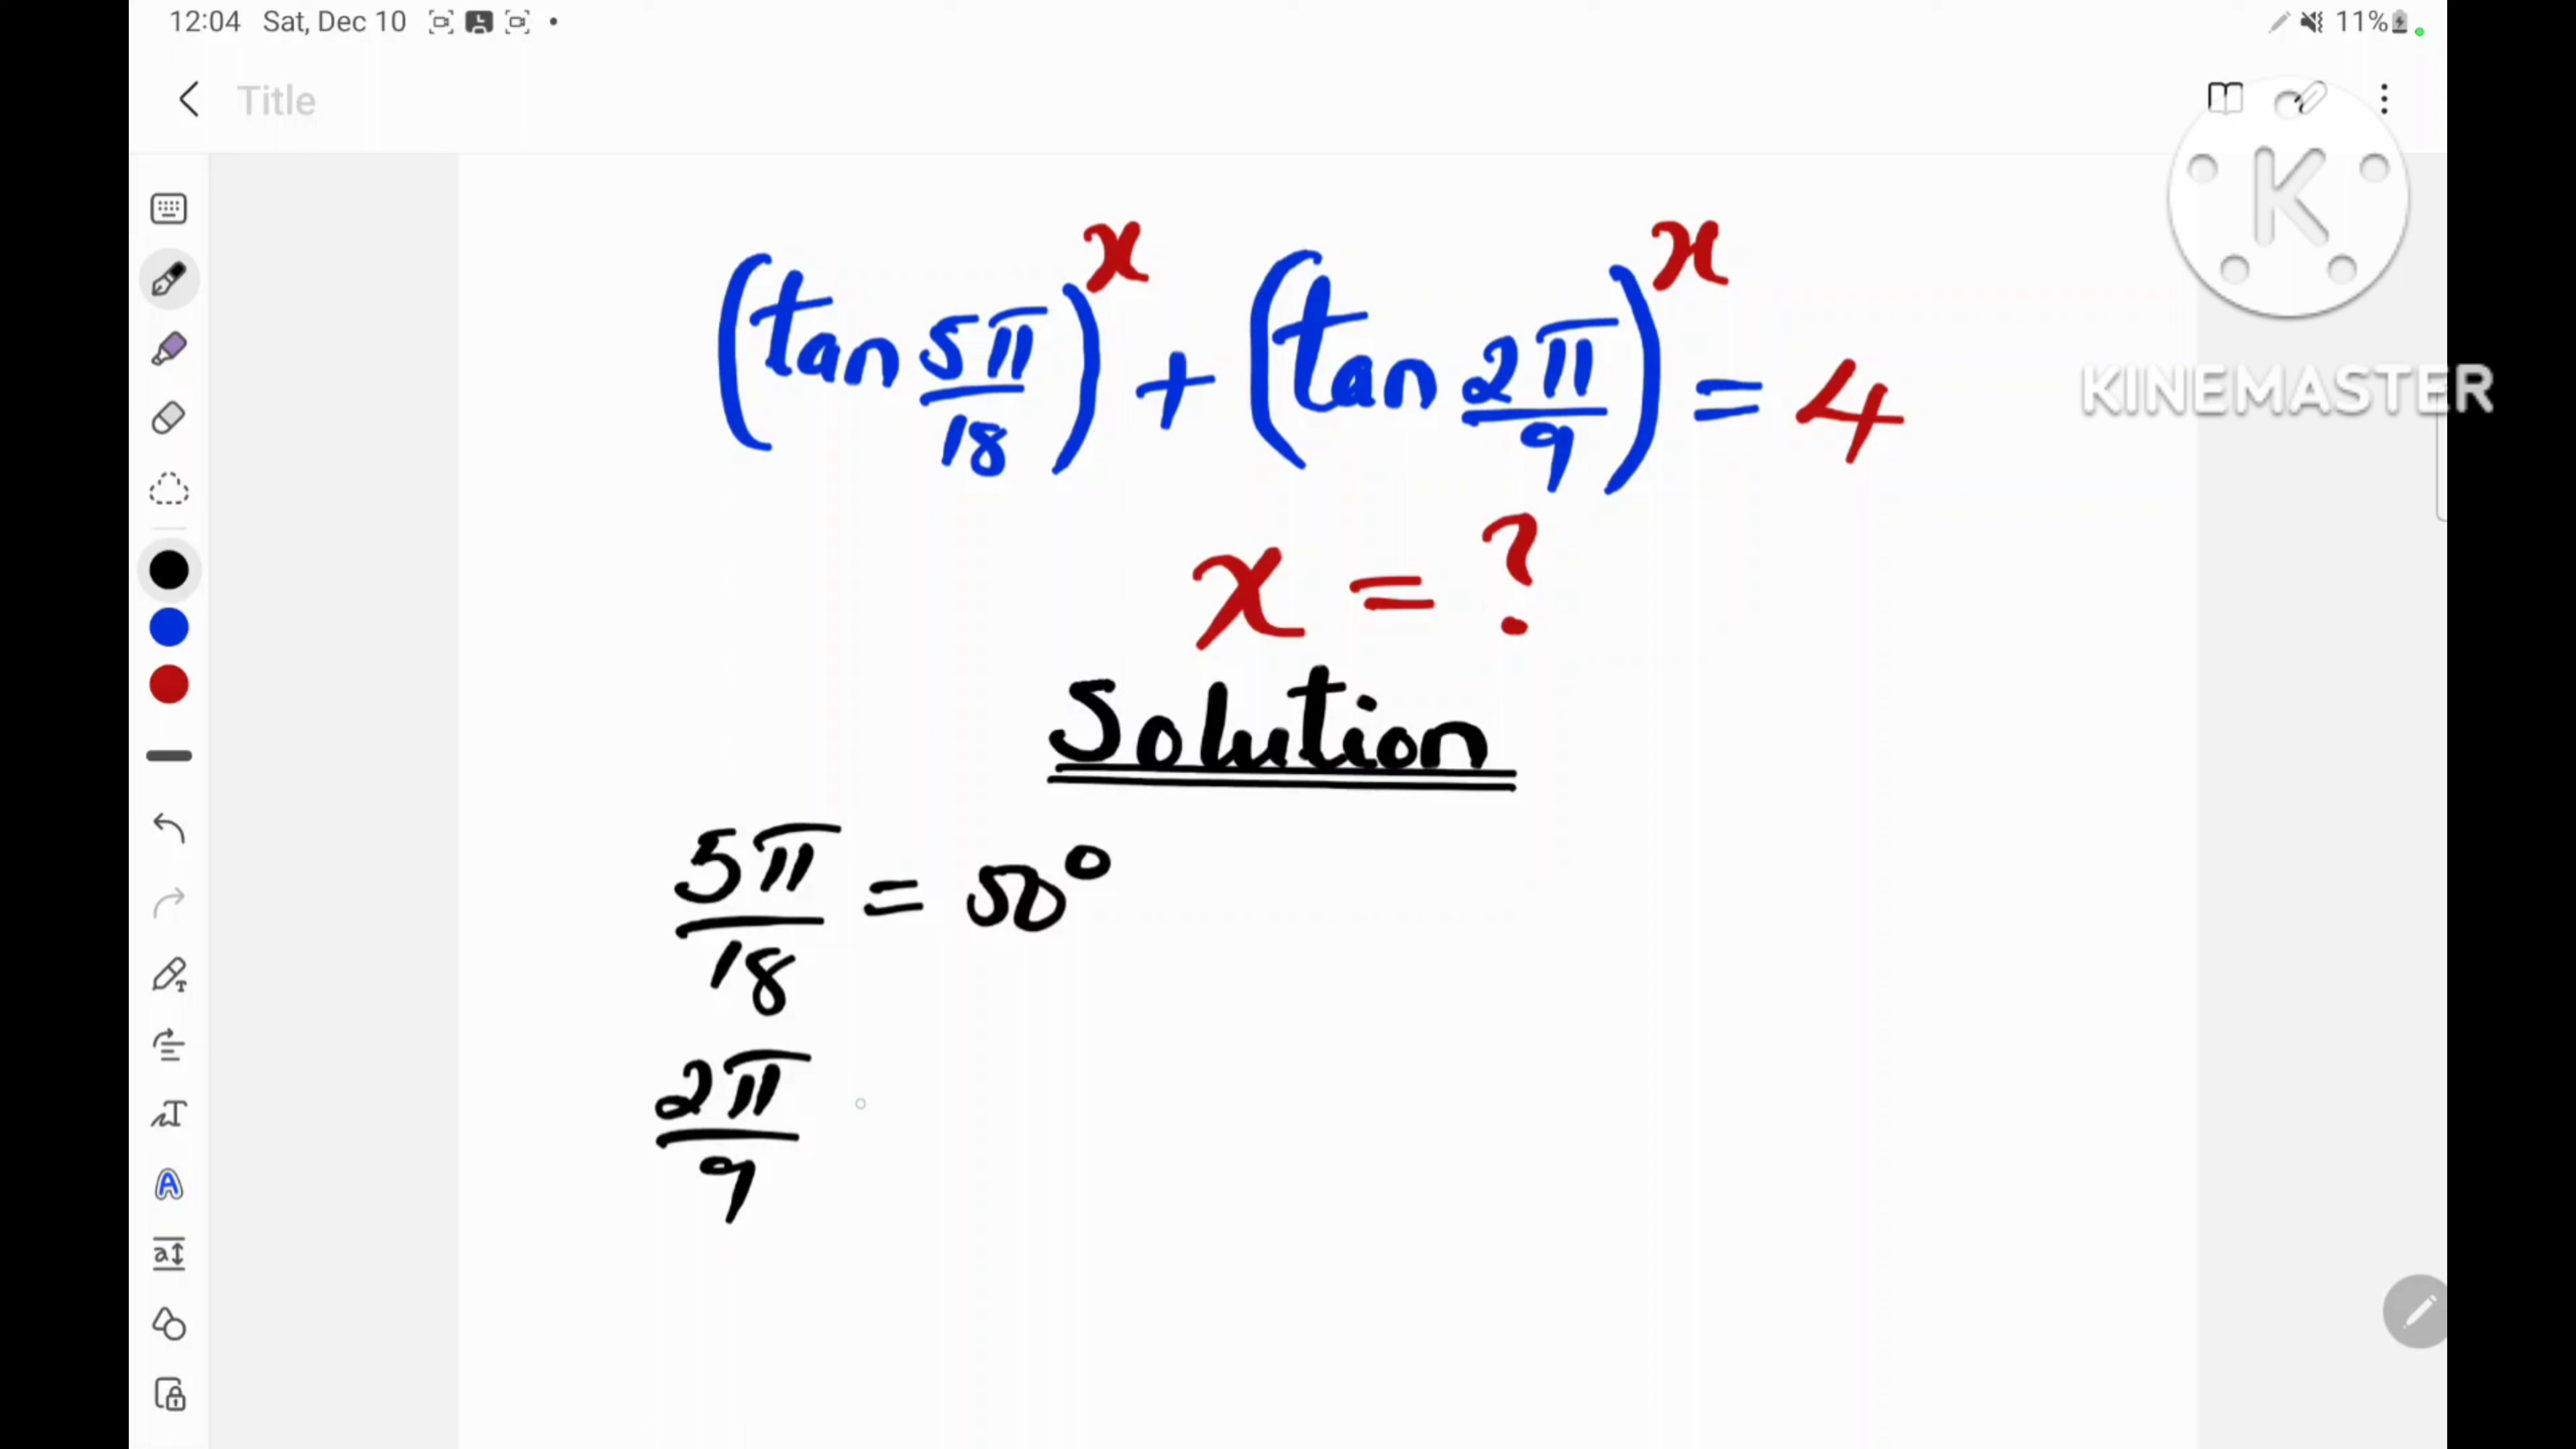 12:04 Sat, Dec 10 11%
Title
K
KINEMASTER
(tan 5π/18)^x + (tan 2π/9)^x = 4
x = ?
Solution
5π/18 = 50°
2π/9